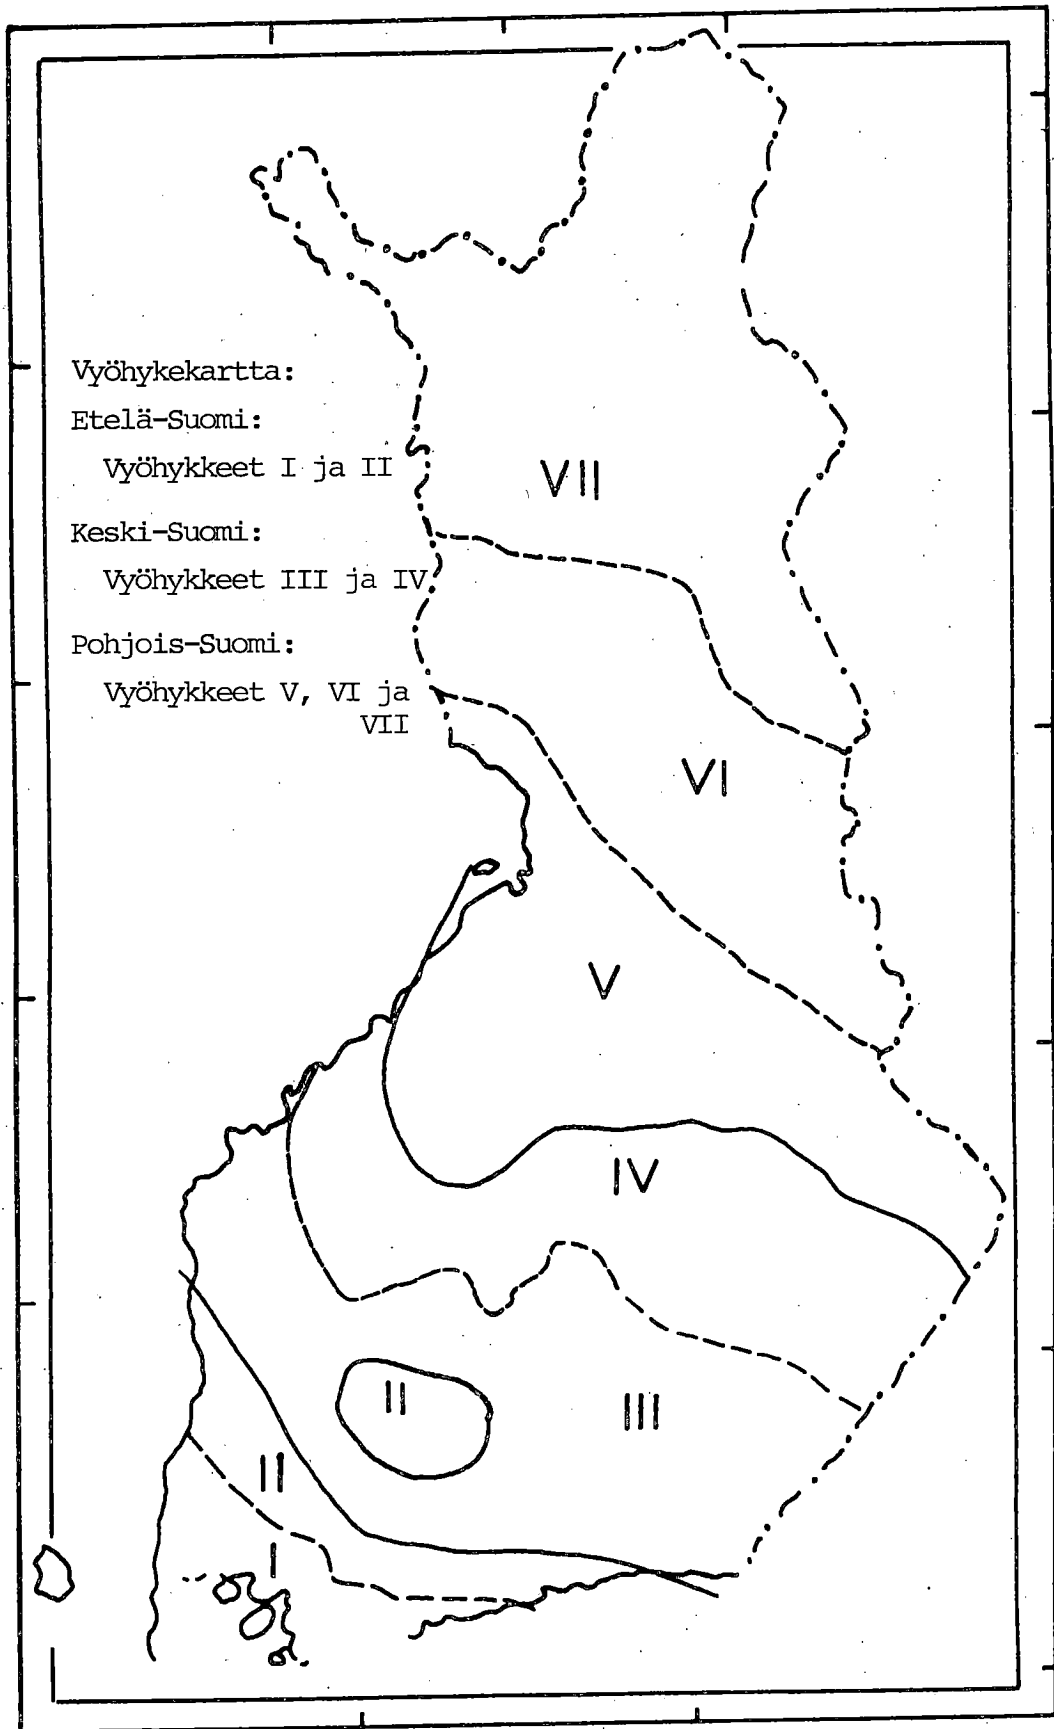 Vyöhykekartta:
Etelä-Suomi:
Vyöhykkeet I ja II
Keski-Suomi:
Vyöhykkeet III ja IV
Pohjois-Suomi:
Vyöhykkeet V, VI ja
VII
VII
VI
V
IV
II
III
II
I